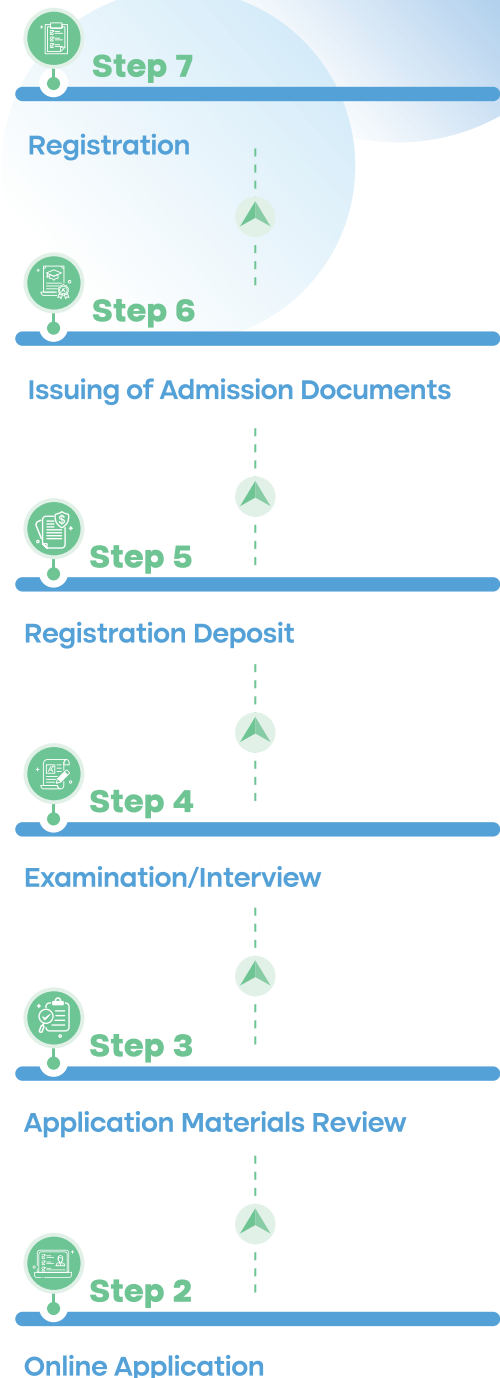 Step 7
Registration
Step 6
Issuing of Admission Documents
Step 5
Registration Deposit
Step 4
Examination/Interview
Step 3
Application Materials Review
Step 2
Online Application